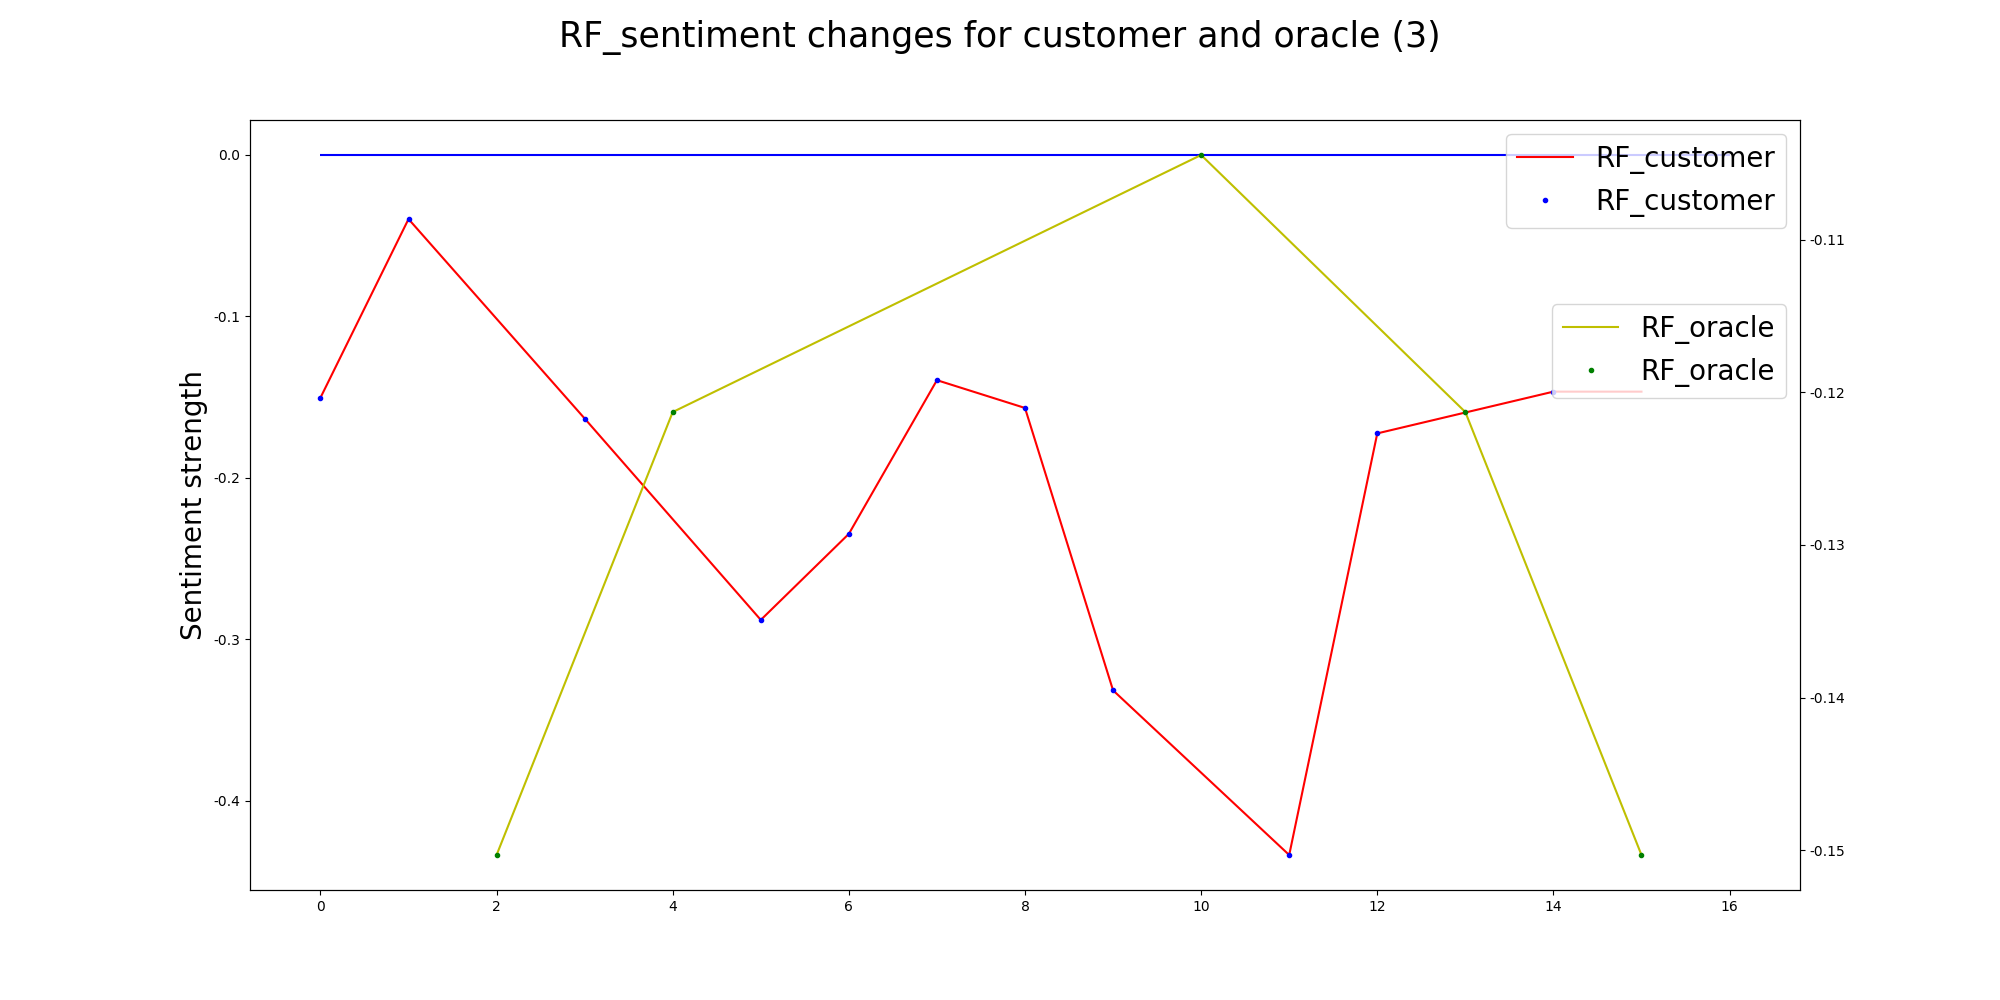 RF_sentiment changes for customer and oracle (3)
Sentiment strength
0.0
-0.1
-0.2
-0.3
-0.4
RF_customer
RF_customer
RF_oracle
RF_oracle
-0.11
-0.12
-0.13
-0.14
-0.15
0 2 4 6 8 10 12 14 16